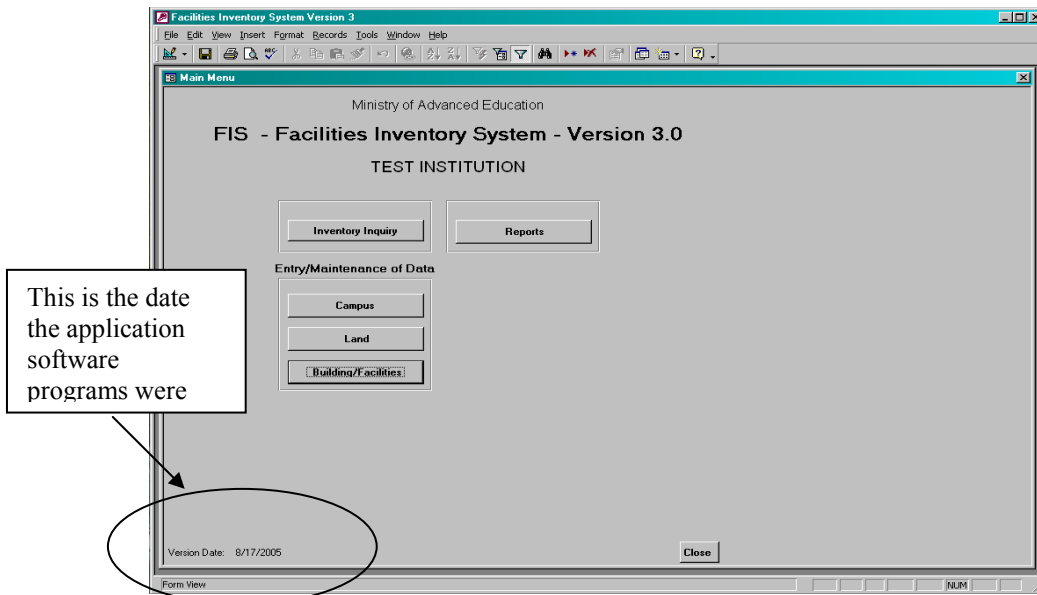 Facilities Inventory System Version 3
File Edit View Insert Format Records Tools Window Help
Main Menu
Ministry of Advanced Education
FIS - Facilities Inventory System - Version 3.0
TEST INSTITUTION
Inventory Inquiry Reports
Entry/Maintenance of Data
Campus
Land
Building/Facilities
This is the date
the application
software
programs were
Version Date: 8/17/2005
Close
Form View NUM